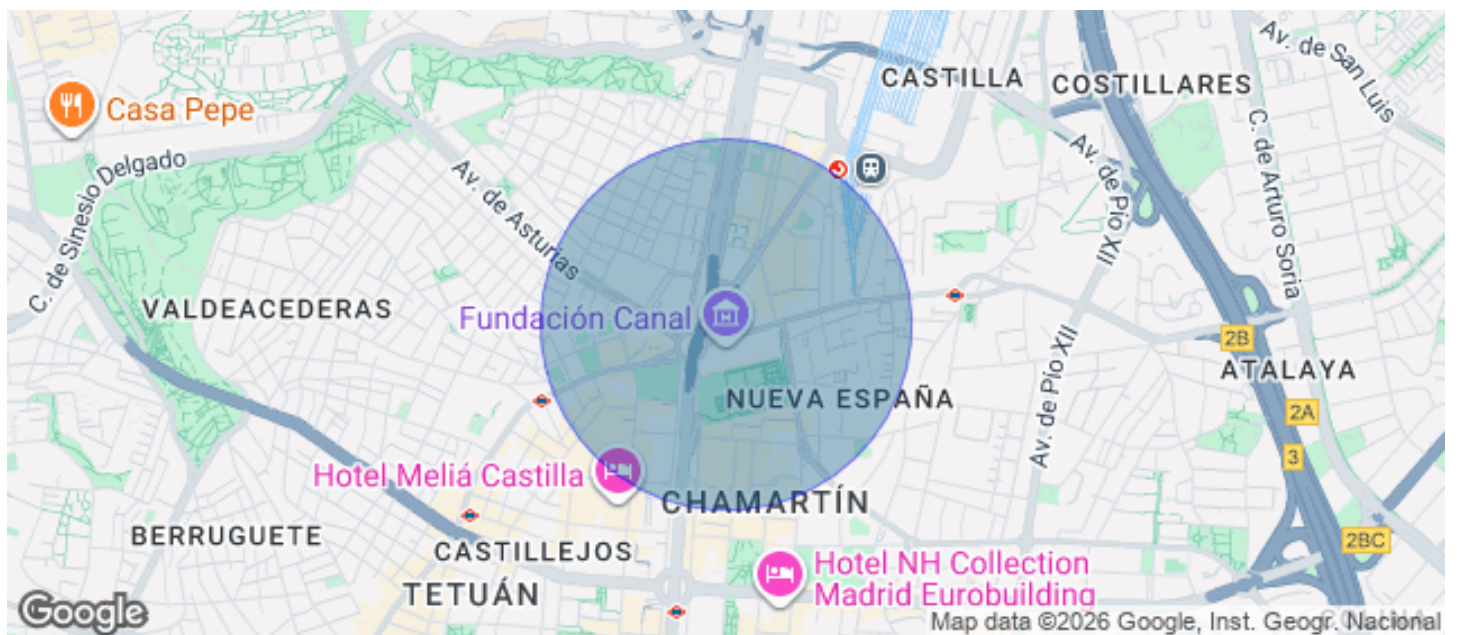 Av. de San Luis
CASTILLA
COSTILLARES
Casa Pepe
C. de Sinesio Delgado
Av. de Asturias
Av. de Pío XII
C. de Arturo Soria
VALDEACEDERAS
Fundación Canal
2B
ATALAYA
NUEVA ESPAÑA
Av. de Pío XII
2A
3
Hotel Meliá Castilla
CHAMARTÍN
BERRUGUETE
CASTILLEJOS
2BC
TETUÁN
Hotel NH Collection
Madrid Eurobuilding
Google
Map data ©2026 Google, Inst. Geogr. Nacional